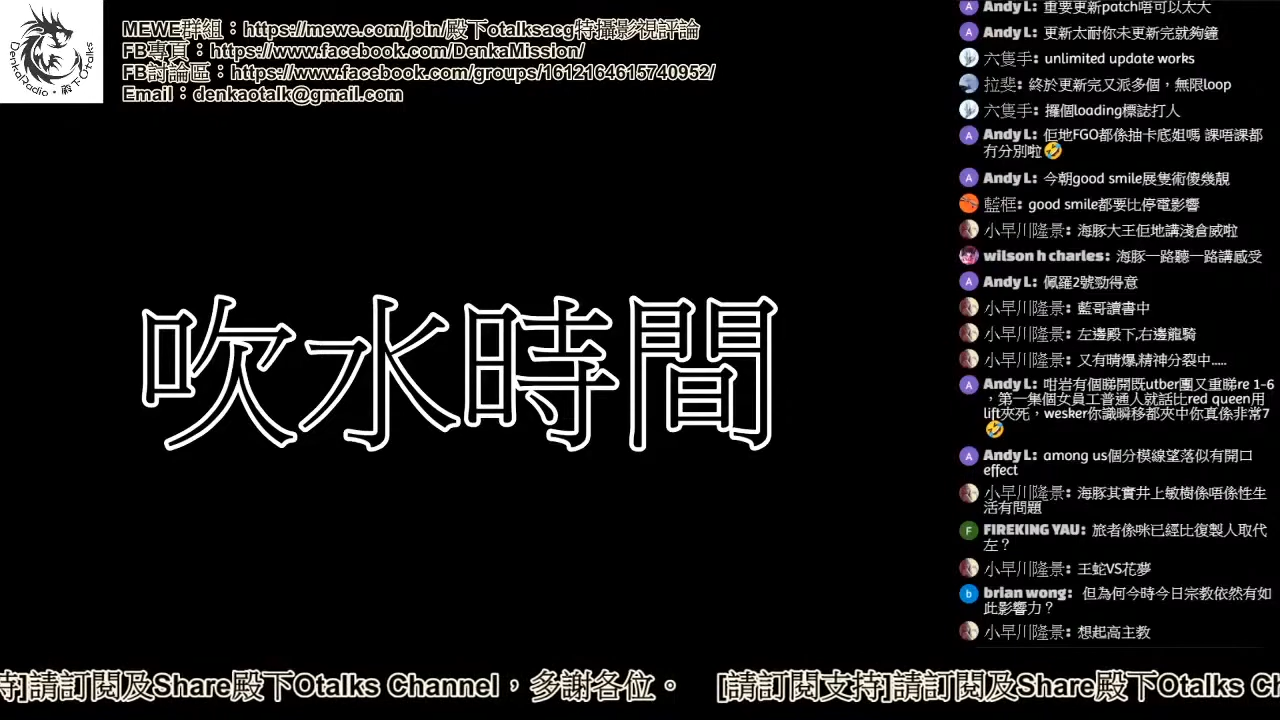 DenkaRadio • 殿下Otalks
MEWE群組：https://mewe.com/join/殿下otalksacg特攝影視評論
FB專頁：https://www.facebook.com/DenkaMission/
FB討論區：https://www.facebook.com/groups/1612164615740952/
Email：denkaotalk@gmail.com
吹水時間
Andy L: 重要更新patch唔可以太大
Andy L: 更新太耐你未更新完就夠鐘
六隻手: unlimited update works
拉斐: 終於更新完又派多個，無限loop
六隻手: 攞個loading標誌打人
Andy L: 佢地FGO都係抽卡底姐嗎 課唔課都
冇分別啦🤣
Andy L: 今朝good smile展隻術傻幾靚
藍框: good smile都要比停電影響
小早川隆景: 海豚大王佢地講淺倉威啦
wilson h charles: 海豚一路聽一路講感受
Andy L: 佩羅2號勁得意
小早川隆景: 藍哥讀書中
小早川隆景: 左邊殿下,右邊龍騎
小早川隆景: 又有晴爆,精神分裂中.....
Andy L: 咁岩有個睇開既utber團又重睇re 1-6
，第一集個女員工普通人就話比red queen用
lift夾死，wesker你識瞬移都夾中你真係非常7
🤣
Andy L: among us個分模線望落似有開口
effect
小早川隆景: 海豚其實井上敏樹係唔係性生
活有問題
FIREKING YAU: 旅者係咪已經比復製人取代
左？
小早川隆景: 王蛇VS花夢
brian wong: 但為何今時今日宗教依然有如
此影響力？
小早川隆景: 想起高主教
持]請訂閱及Share殿下Otalks Channel，多謝各位。 [請訂閱支持]請訂閱及Share殿下Otalks Ch